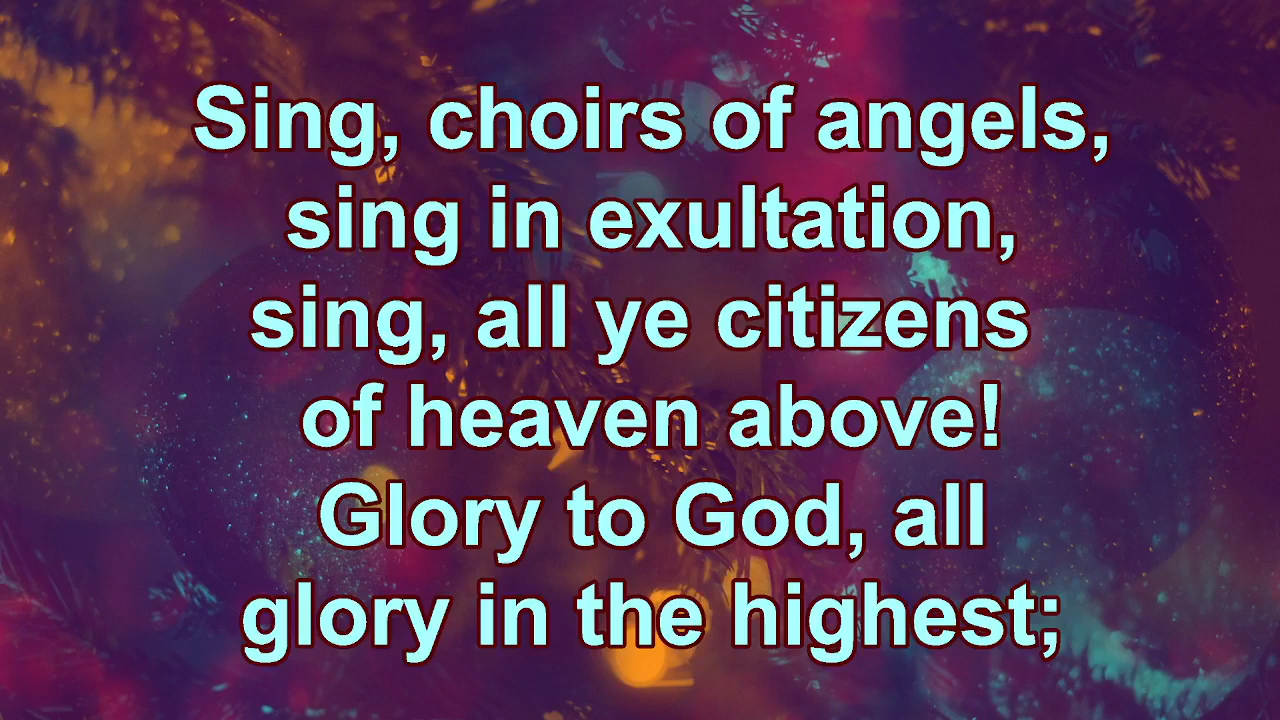 Sing, choirs of angels,
sing in exultation,
sing, all ye citizens
of heaven above!
Glory to God, all
glory in the highest;